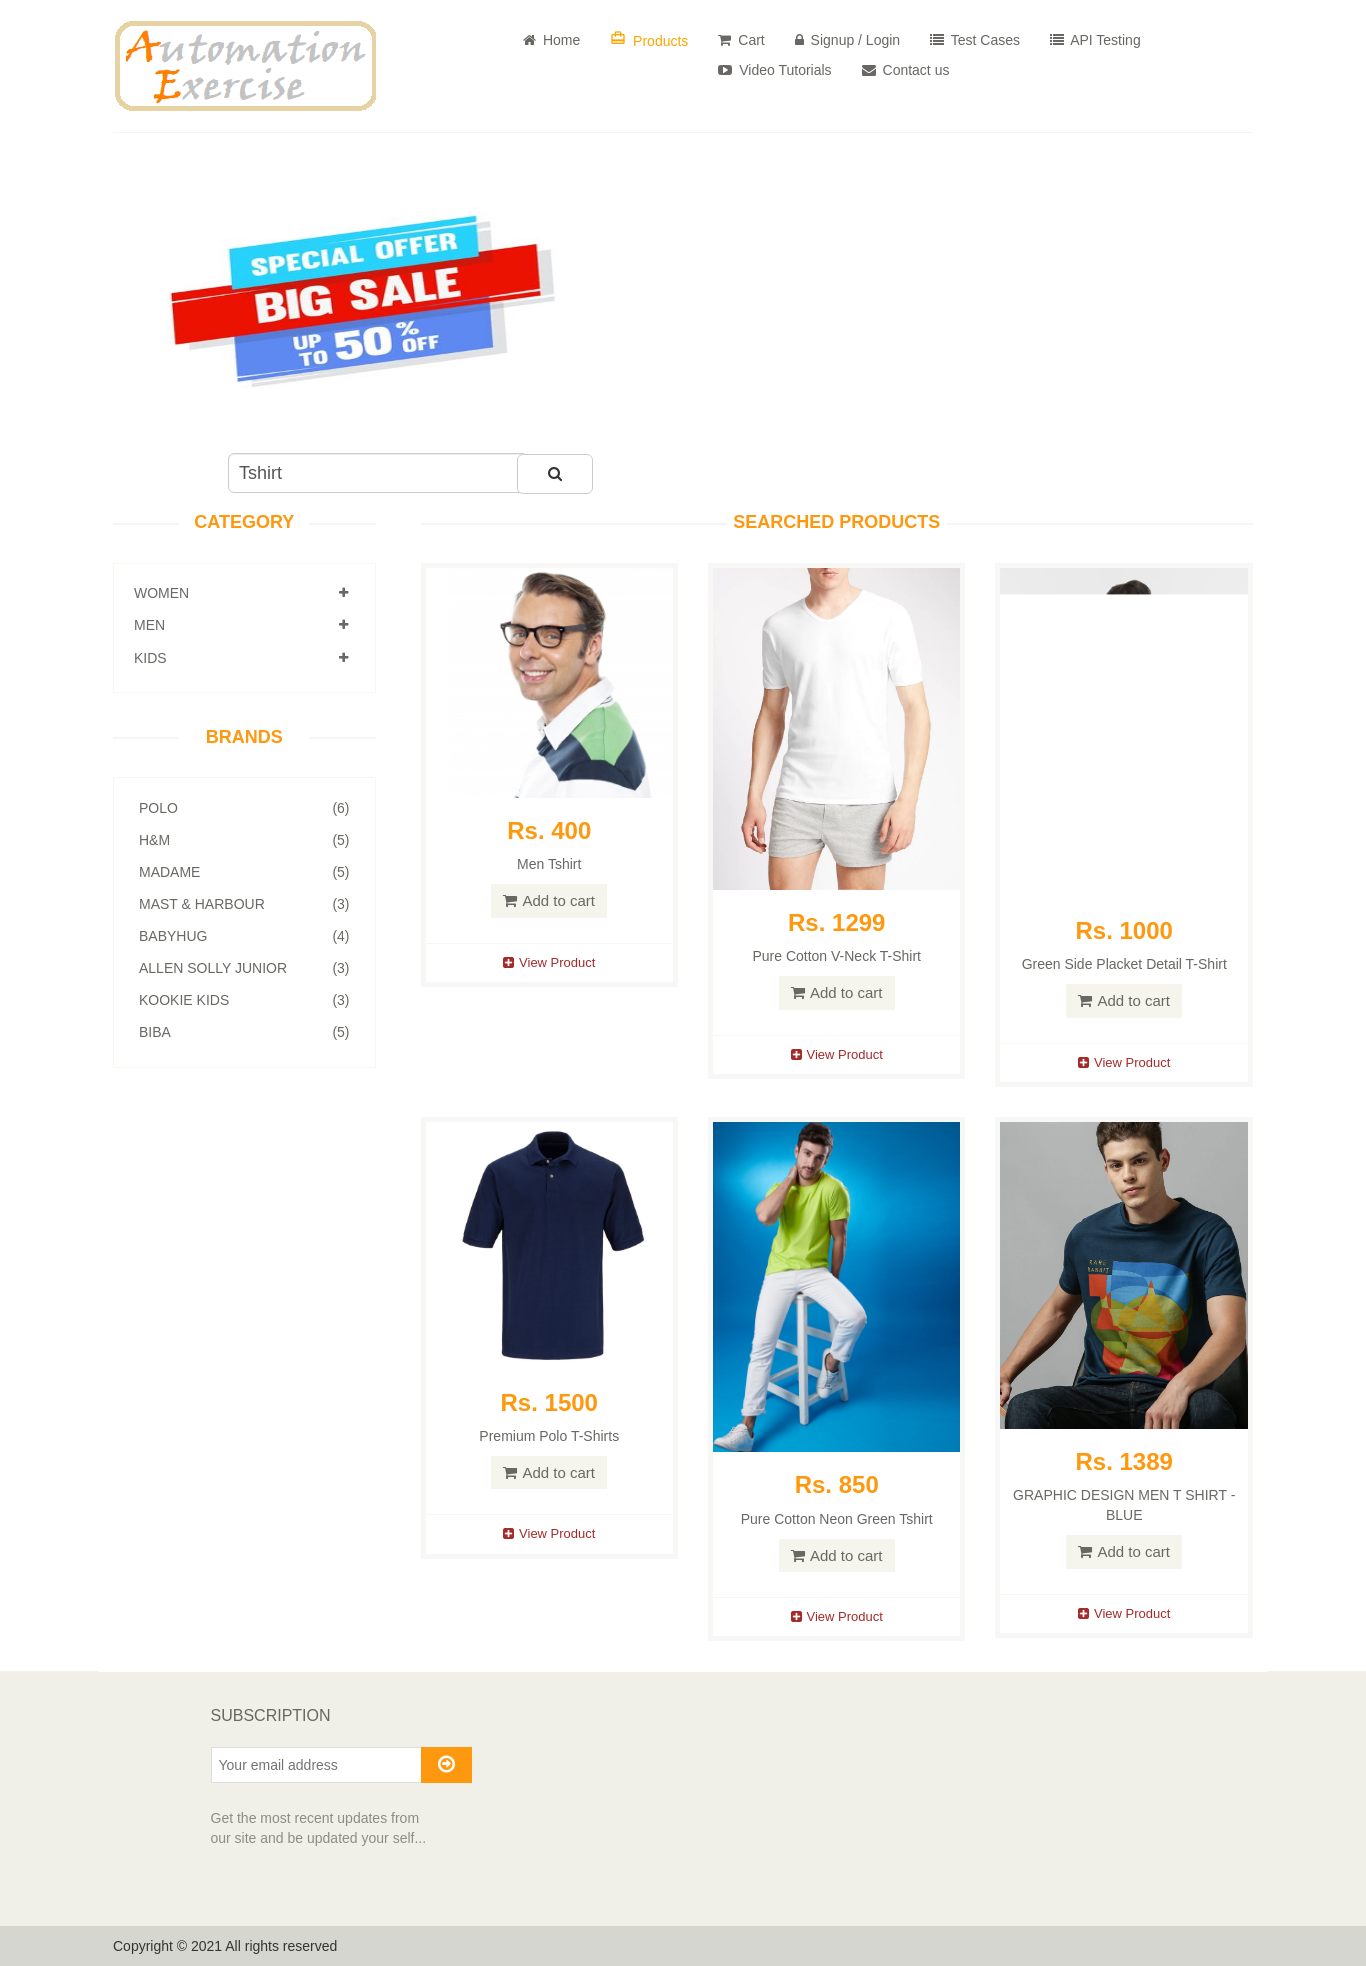 Automation
Exercise
Home
Products
Cart
Signup / Login
Test Cases
API Testing
Video Tutorials
Contact us
SPECIAL OFFER
BIG SALE
UP TO 50% OFF
Tshirt
CATEGORY
WOMEN
MEN
KIDS
BRANDS
POLO (6)
H&M (5)
MADAME (5)
MAST & HARBOUR (3)
BABYHUG (4)
ALLEN SOLLY JUNIOR (3)
KOOKIE KIDS (3)
BIBA (5)
SEARCHED PRODUCTS
Rs. 400
Men Tshirt
Add to cart
View Product
Rs. 1299
Pure Cotton V-Neck T-Shirt
Add to cart
View Product
Rs. 1000
Green Side Placket Detail T-Shirt
Add to cart
View Product
Rs. 1500
Premium Polo T-Shirts
Add to cart
View Product
Rs. 850
Pure Cotton Neon Green Tshirt
Add to cart
View Product
RARE
RABBIT
Rs. 1389
GRAPHIC DESIGN MEN T SHIRT -
BLUE
Add to cart
View Product
SUBSCRIPTION
Your email address
Get the most recent updates from
our site and be updated your self...
Copyright © 2021 All rights reserved